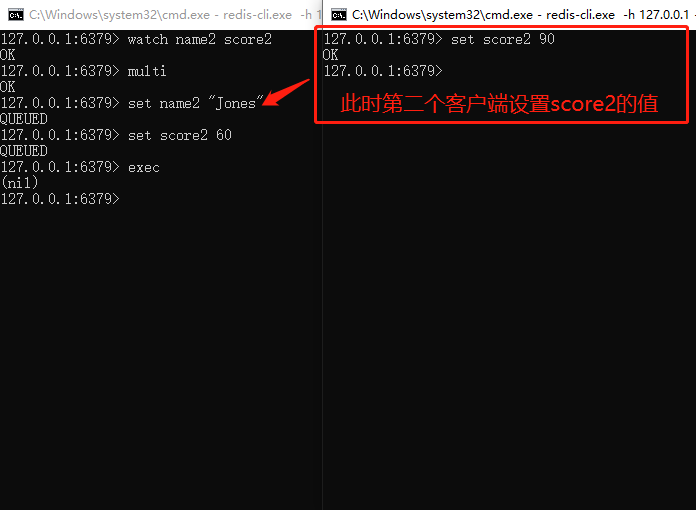 C:\Windows\system32\cmd.exe - redis-cli.exe -h 1
127.0.0.1:6379> watch name2 score2
OK
127.0.0.1:6379> multi
OK
127.0.0.1:6379> set name2 "Jones"
QUEUED
127.0.0.1:6379> set score2 60
QUEUED
127.0.0.1:6379> exec
(nil)
127.0.0.1:6379>
C:\Windows\system32\cmd.exe - redis-cli.exe -h 127.0.0.1 -
127.0.0.1:6379> set score2 90
OK
127.0.0.1:6379>
此时第二个客户端设置score2的值